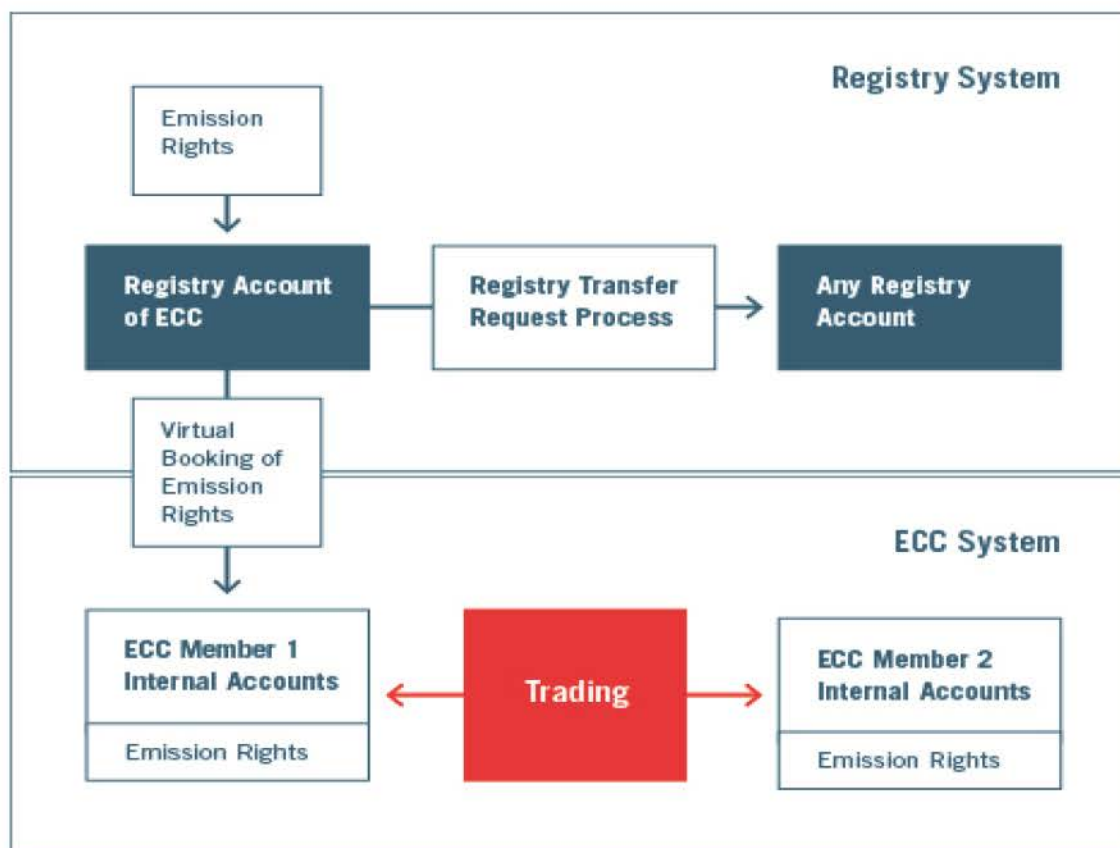 Registry System
Emission
Rights
Registry Account
of ECC
Registry Transfer
Request Process
Any Registry
Account
Virtual
Booking of
Emission
Rights
ECC System
ECC Member 1
Internal Accounts
Emission Rights
Trading
ECC Member 2
Internal Accounts
Emission Rights